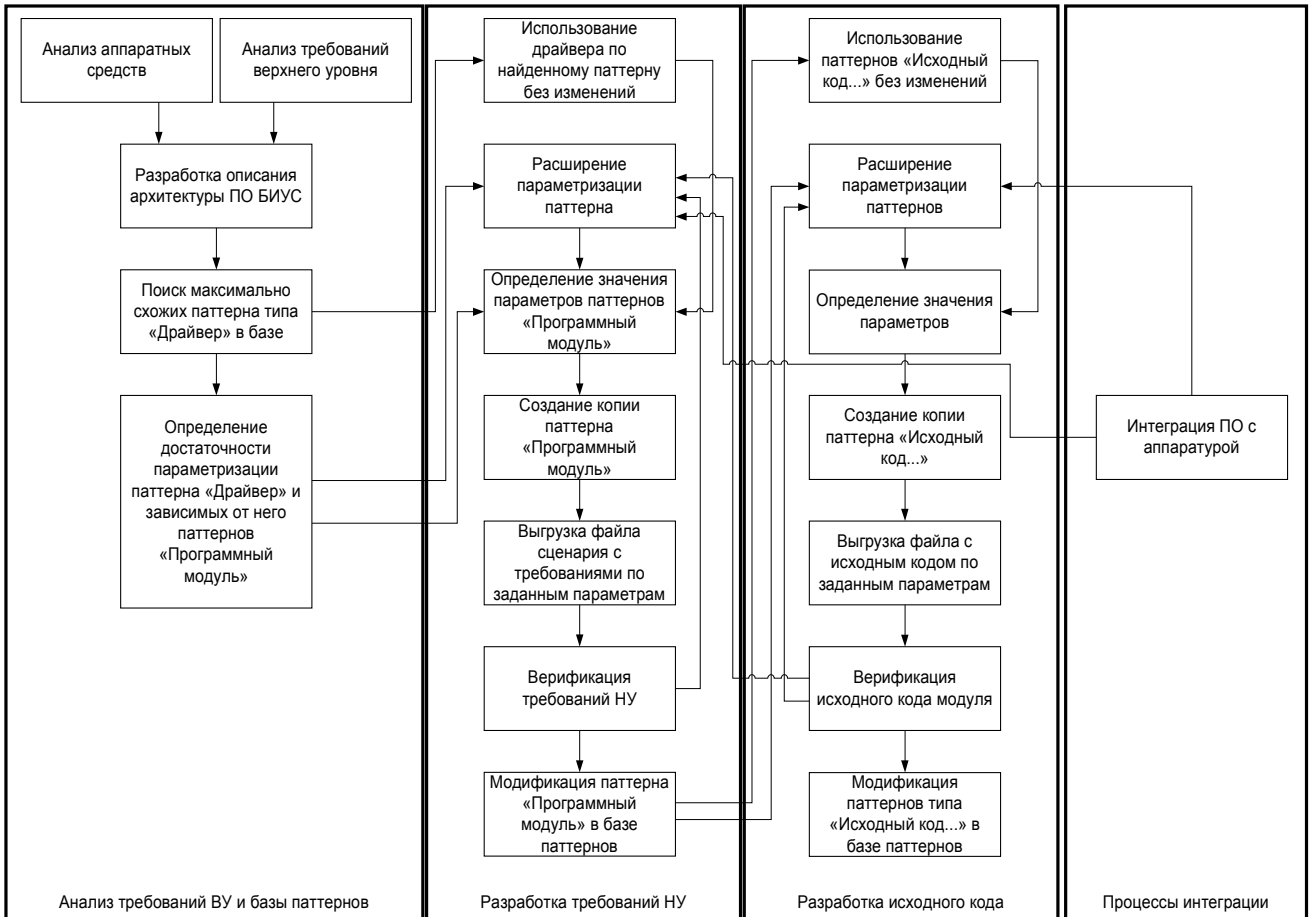 Анализ аппаратных
средств
Анализ требований
верхнего уровня
Разработка описания
архитектуры ПО БИУС
Поиск максимально
схожих паттерна типа
«Драйвер» в базе
Определение
достаточности
параметризации
паттерна «Драйвер» и
зависимых от него
паттернов
«Программный
модуль»
Анализ требований ВУ и базы паттернов
Использование
драйвера по
найденному паттерну
без изменений
Расширение
параметризации
паттерна
Определение значения
параметров паттернов
«Программный
модуль»
Создание копии
паттерна
«Программный
модуль»
Выгрузка файла
сценария с
требованиями по
заданным параметрам
Верификация
требований НУ
Модификация паттерна
«Программный
модуль» в базе
паттернов
Разработка требований НУ
Использование
паттернов «Исходный
код...» без изменений
Расширение
параметризации
паттернов
Определение значения
параметров
Создание копии
паттерна «Исходный
код...»
Выгрузка файла с
исходным кодом по
заданным параметрам
Верификация
исходного кода модуля
Модификация
паттернов типа
«Исходный код...» в
базе паттернов
Разработка исходного кода
Интеграция ПО с
аппаратурой
Процессы интеграции